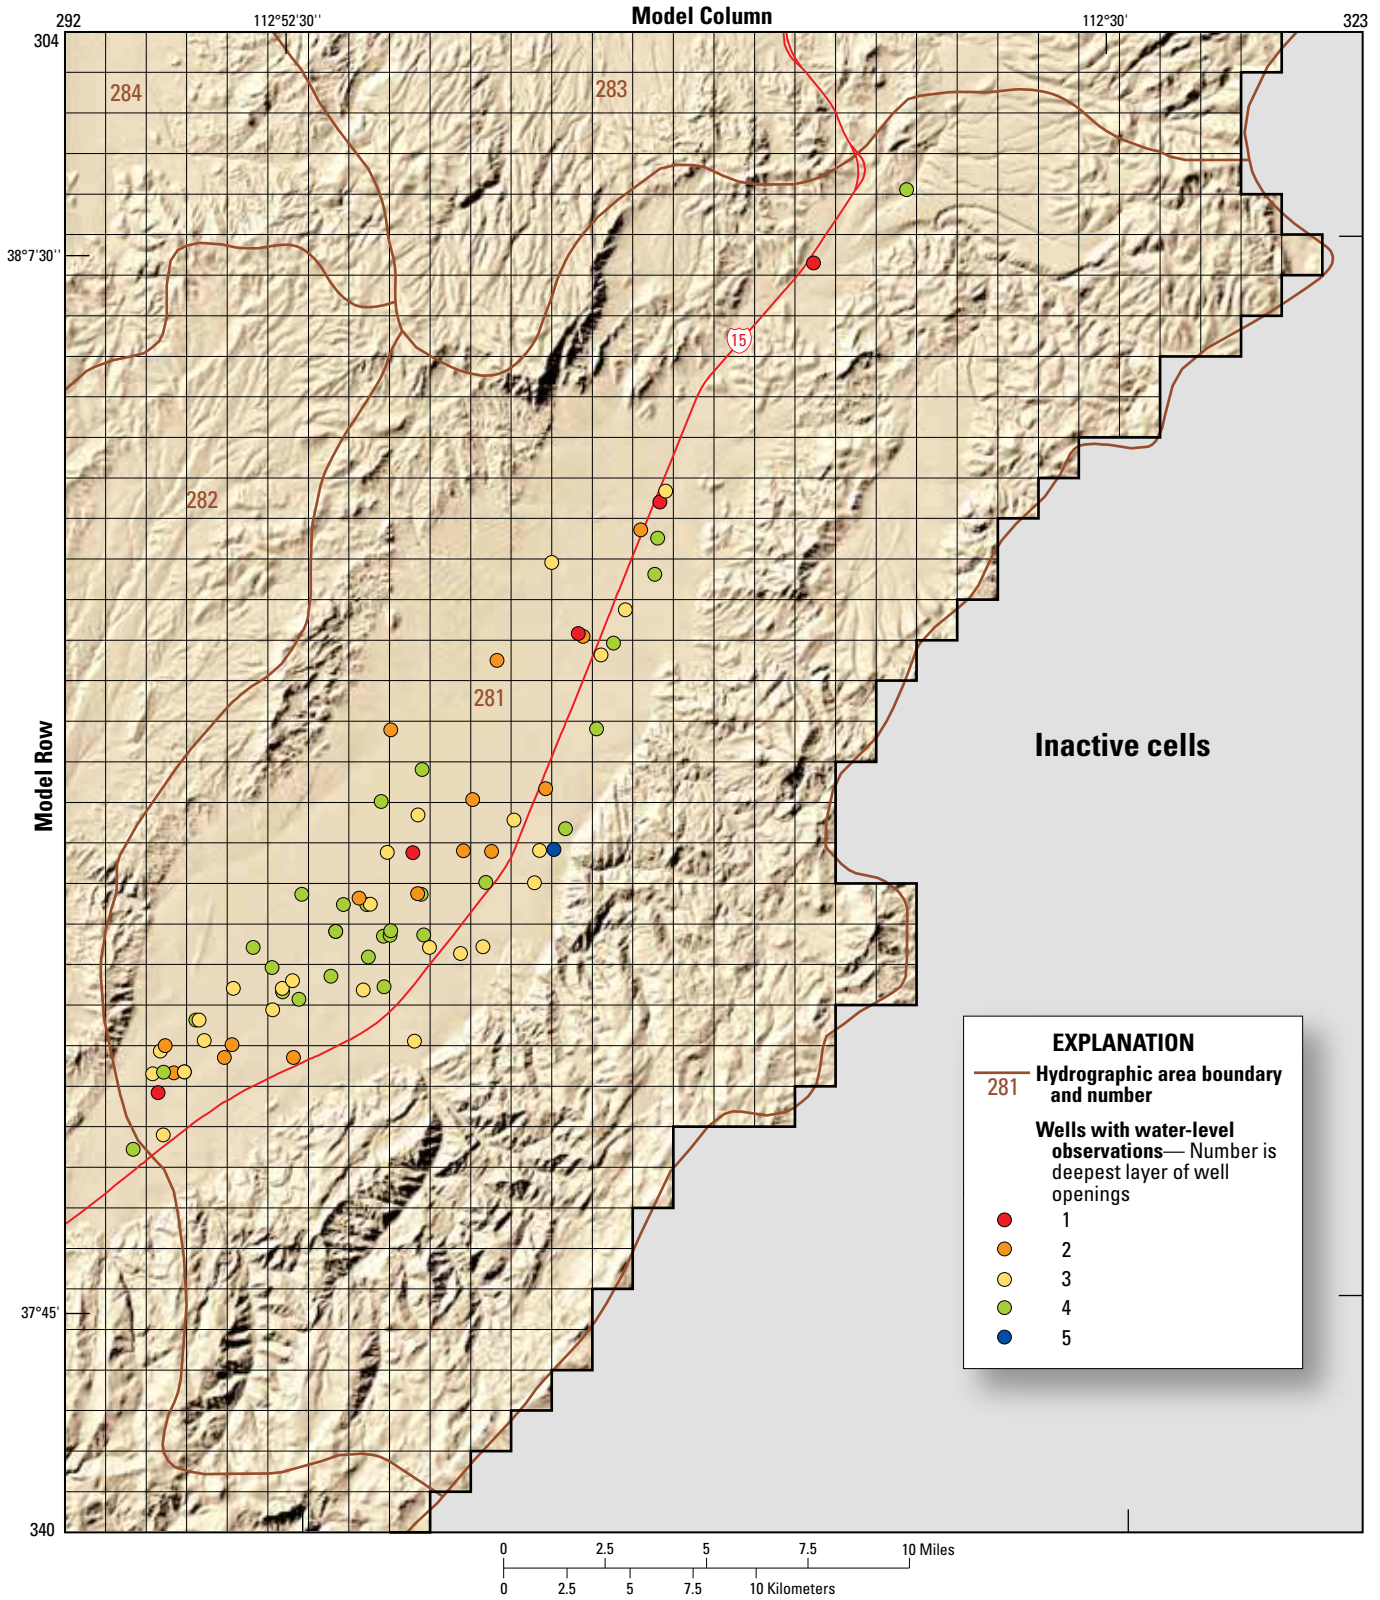 Model Column
292
112°52'30''
112°30'
323
304
284
283
38°7'30''
15
282
281
Model Row
Inactive cells
EXPLANATION
281
Hydrographic area boundary
and number
Wells with water-level
observations— Number is
deepest layer of well
openings
1
2
3
4
5
37°45'
340
0 2.5 5 7.5 10 Miles
0 2.5 5 7.5 10 Kilometers